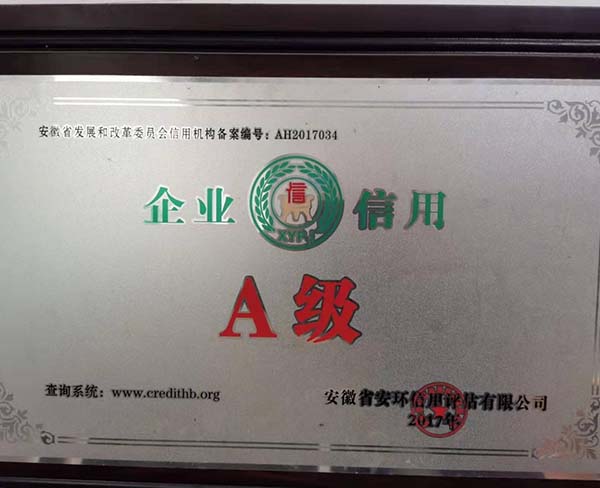 安徽省发展和改革委员会信用机构备案编号：AH2017034
企业 信 信用
A级
查询系统：www.credithb.org
安徽省安环信用评估有限公司
2017年